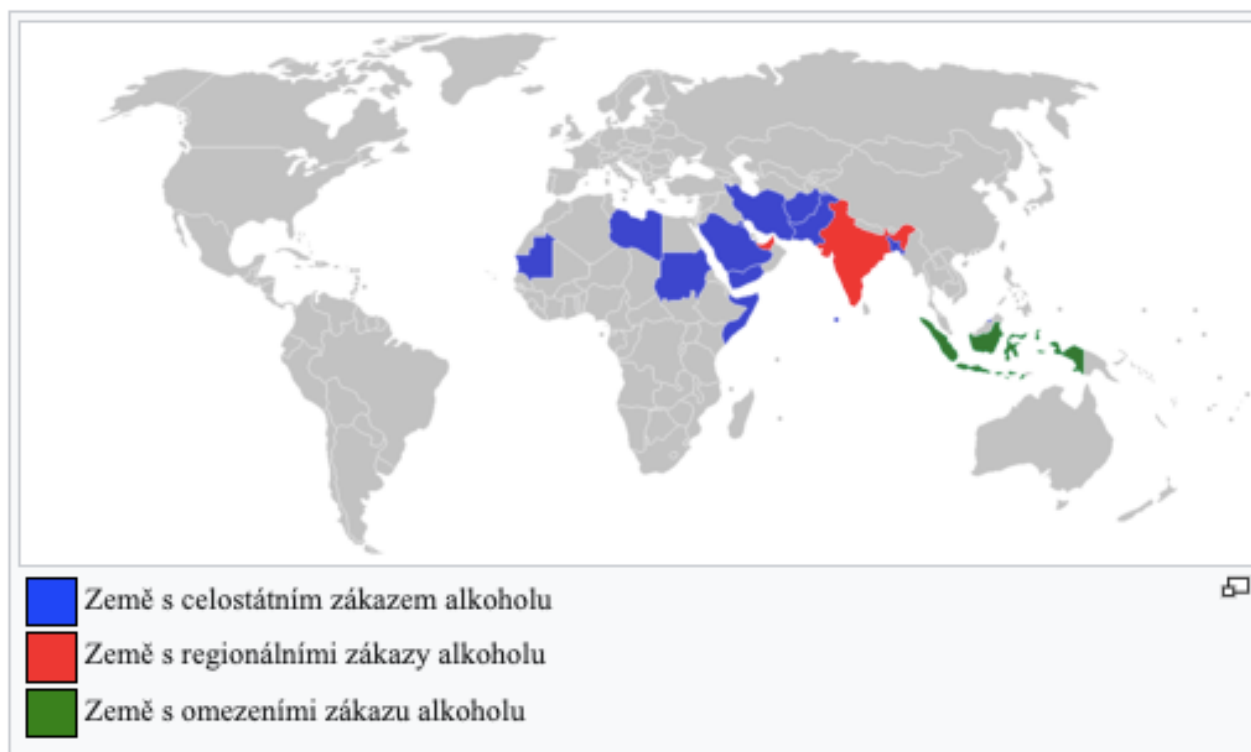 Země s celostátním zákazem alkoholu
Země s regionálními zákazy alkoholu
Země s omezeními zákazu alkoholu